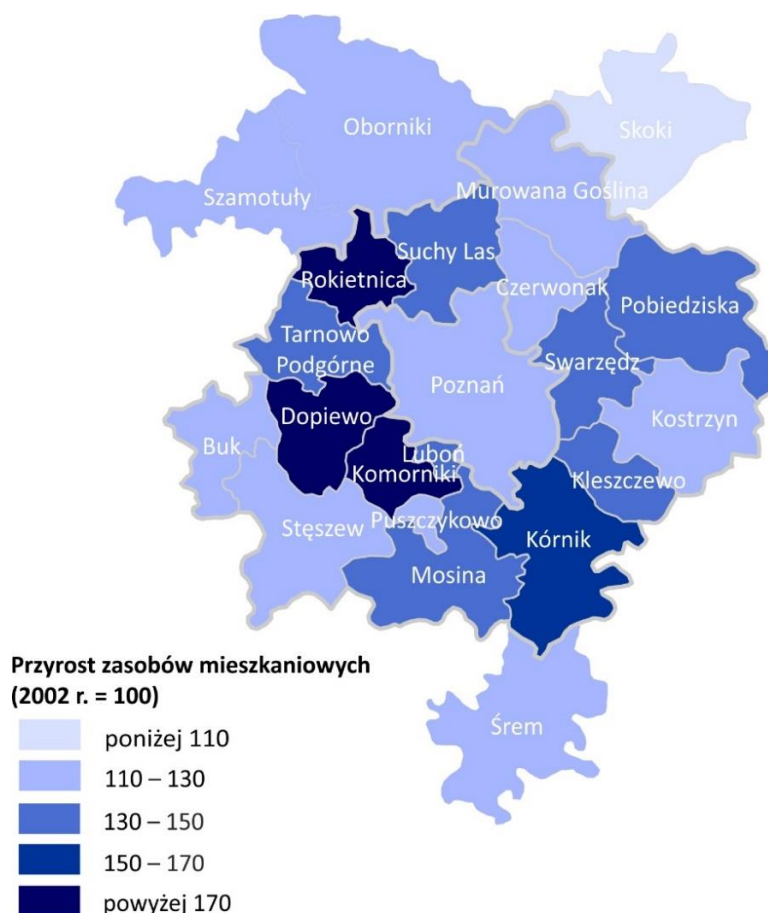 Oborniki
Skoki
Szamotuły
Murowana Goślina
Suchy Las
Rokietnica
Czerwonak
Pobiedziska
Tarnowo
Podgórne
Swarzędz
Poznań
Dopiewo
Kostrzyn
Buk
Luboń
Komorniki
Kleszczewo
Puszczykowo
Stęszew
Kórnik
Mosina
Przyrost zasobów mieszkaniowych
(2002 r. = 100)
Śrem
poniżej 110
110 – 130
130 – 150
150 – 170
powyżej 170